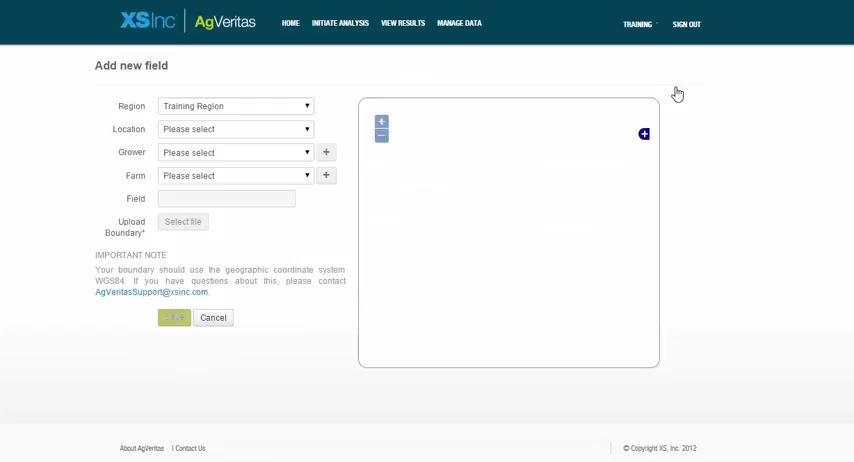 XSInc AgVeritas HOME INITIATE ANALYSIS VIEW RESULTS MANAGE DATA TRAINING SIGN OUT
Add new field
Region Training Region
Location Please select
Grower Please select +
Farm Please select +
Field
Upload Boundary* Select file
IMPORTANT NOTE
Your boundary should use the geographic coordinate system
WGS84. If you have questions about this, please contact
AgVeritasSupport@xsinc.com.
Save Cancel
+
−
+
About AgVeritas | Contact Us | © Copyright XS, Inc. 2012